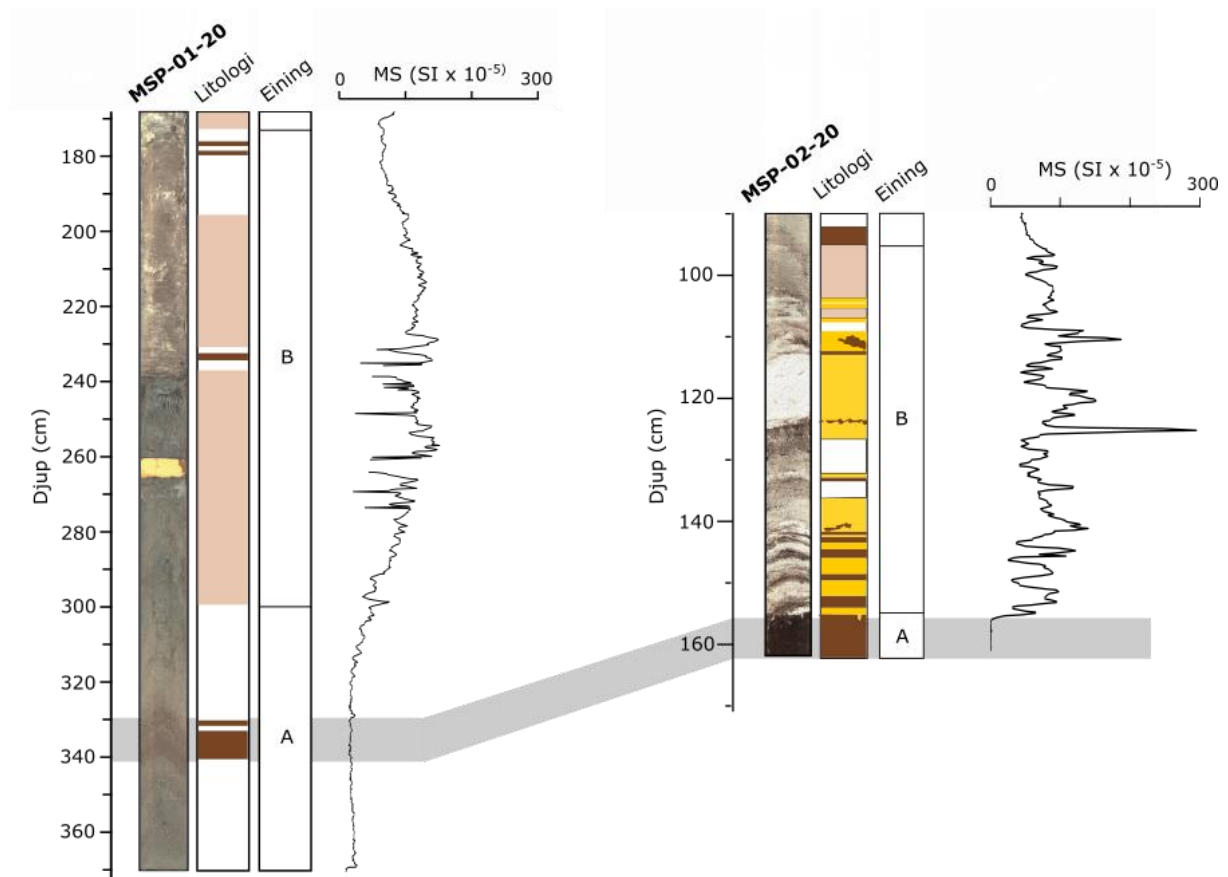 MSP-01-20
Litologi
Eining
0 MS (SI x 10⁻⁵) 300
180
200
220
240
260
280
300
320
340
360
Djup (cm)
B
A
MSP-02-20
Litologi
Eining
0 MS (SI x 10⁻⁵) 300
100
120
140
160
Djup (cm)
B
A